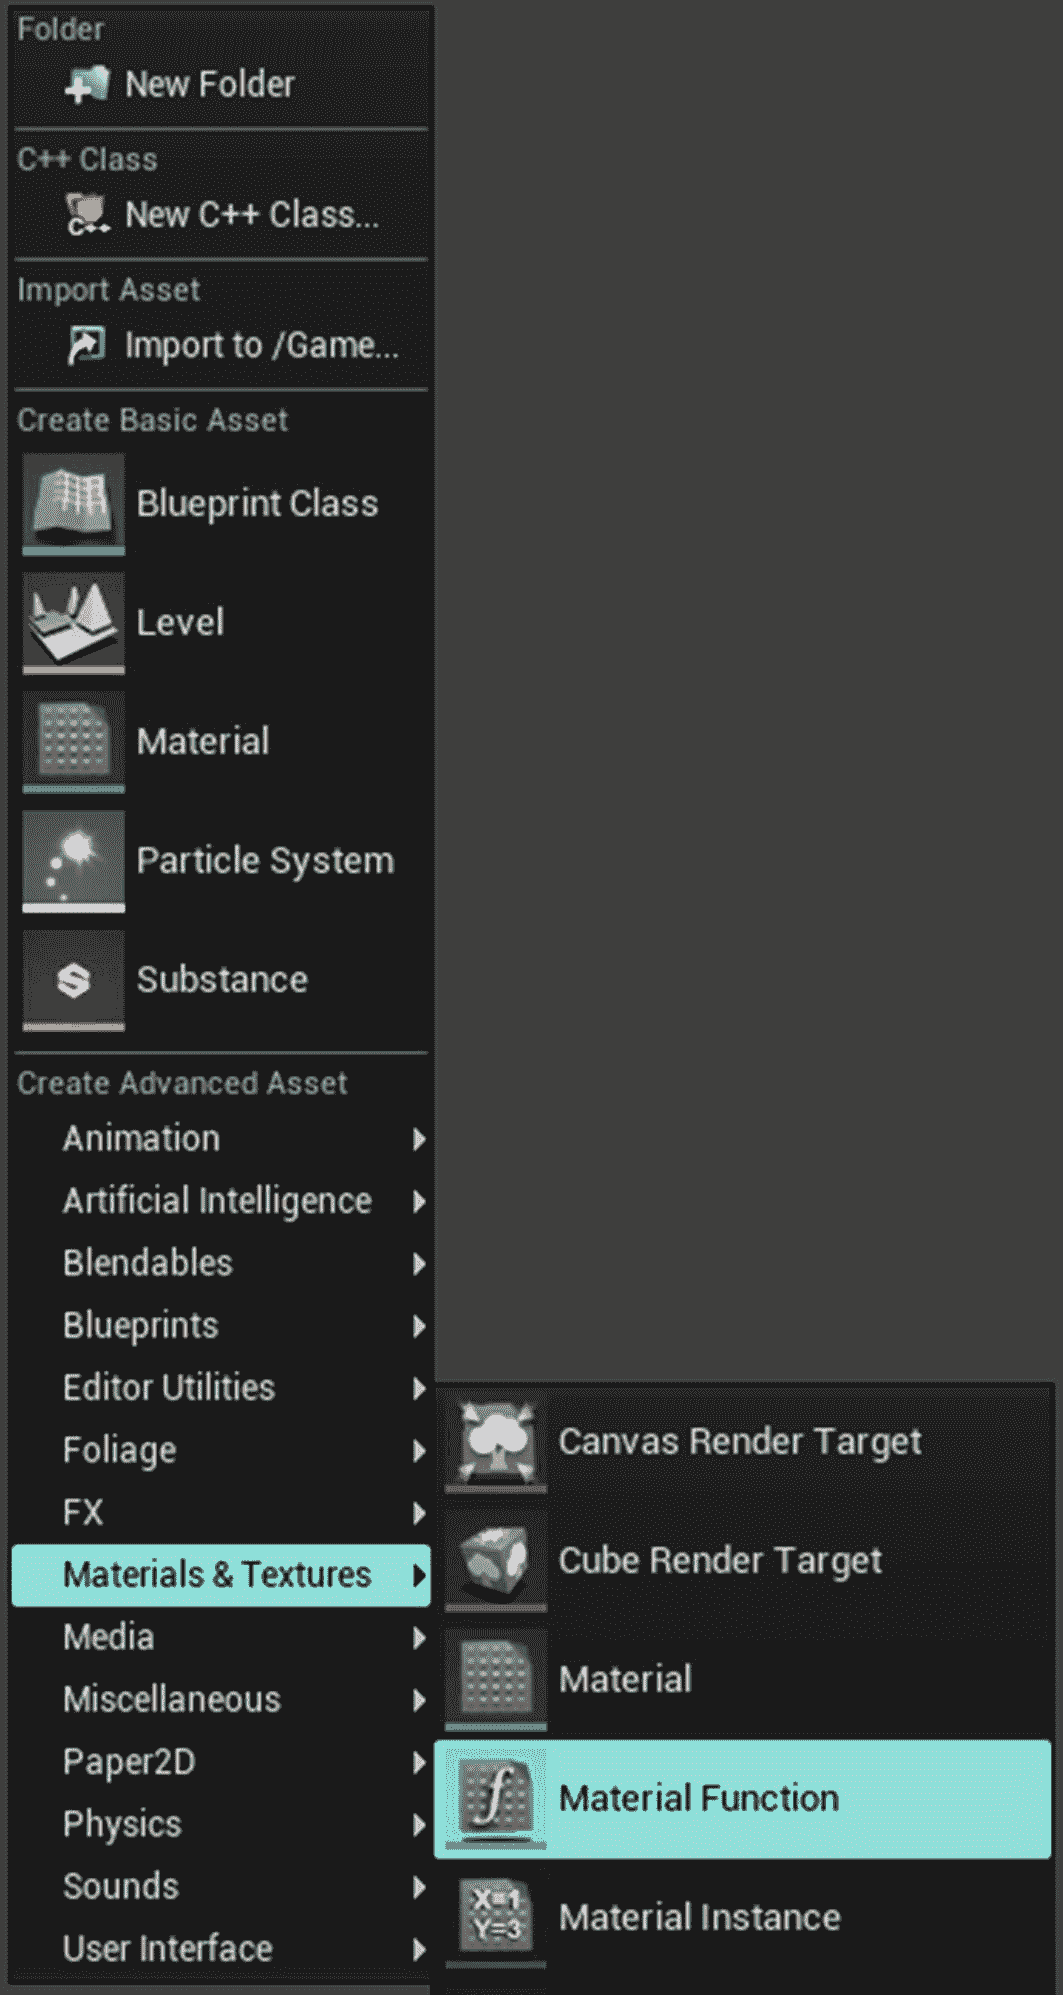 Folder
New Folder
C++ Class
New C++ Class...
Import Asset
Import to /Game...
Create Basic Asset
Blueprint Class
Level
Material
Particle System
Substance
Create Advanced Asset
Animation
Artificial Intelligence
Blendables
Blueprints
Editor Utilities
Foliage
FX
Materials & Textures
Media
Miscellaneous
Paper2D
Physics
Sounds
User Interface
Canvas Render Target
Cube Render Target
Material
Material Function
X=1
Y=3
Material Instance